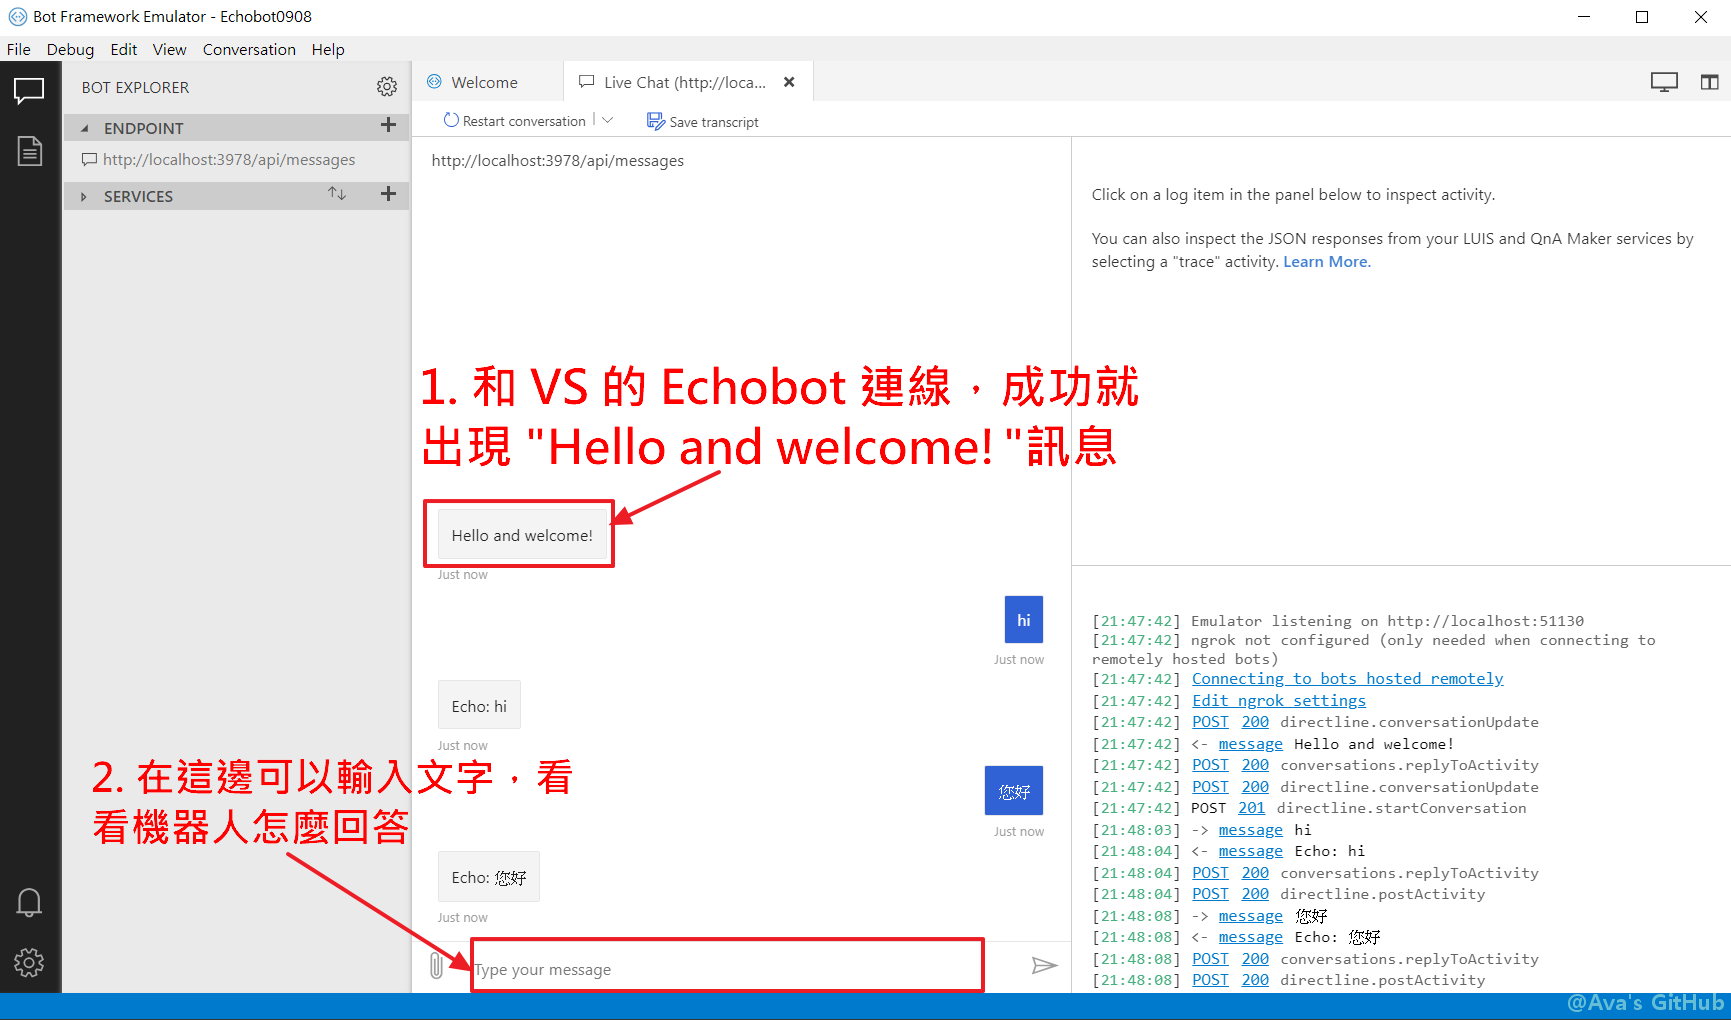 Bot Framework Emulator - Echobot0908
File Debug Edit View Conversation Help
BOT EXPLORER
ENDPOINT
http://localhost:3978/api/messages
SERVICES
Welcome
Live Chat (http://loca...
Restart conversation
Save transcript
http://localhost:3978/api/messages
1. 和 VS 的 Echobot 連線，成功就
出現 "Hello and welcome! "訊息
Hello and welcome!
Just now
hi
Just now
Echo: hi
Just now
2. 在這邊可以輸入文字，看
看機器人怎麼回答
您好
Just now
Echo: 您好
Just now
Type your message
Click on a log item in the panel below to inspect activity.
You can also inspect the JSON responses from your LUIS and QnA Maker services by
selecting a "trace" activity. Learn More.
[21:47:42] Emulator listening on http://localhost:51130
[21:47:42] ngrok not configured (only needed when connecting to
remotely hosted bots)
[21:47:42] Connecting to bots hosted remotely
[21:47:42] Edit ngrok settings
[21:47:42] POST 200 directline.conversationUpdate
[21:47:42] <- message Hello and welcome!
[21:47:42] POST 200 conversations.replyToActivity
[21:47:42] POST 200 directline.conversationUpdate
[21:47:42] POST 201 directline.startConversation
[21:48:03] -> message hi
[21:48:04] <- message Echo: hi
[21:48:04] POST 200 conversations.replyToActivity
[21:48:04] POST 200 directline.postActivity
[21:48:08] -> message 您好
[21:48:08] <- message Echo: 您好
[21:48:08] POST 200 conversations.replyToActivity
[21:48:08] POST 200 directline.postActivity
@Ava's GitHub